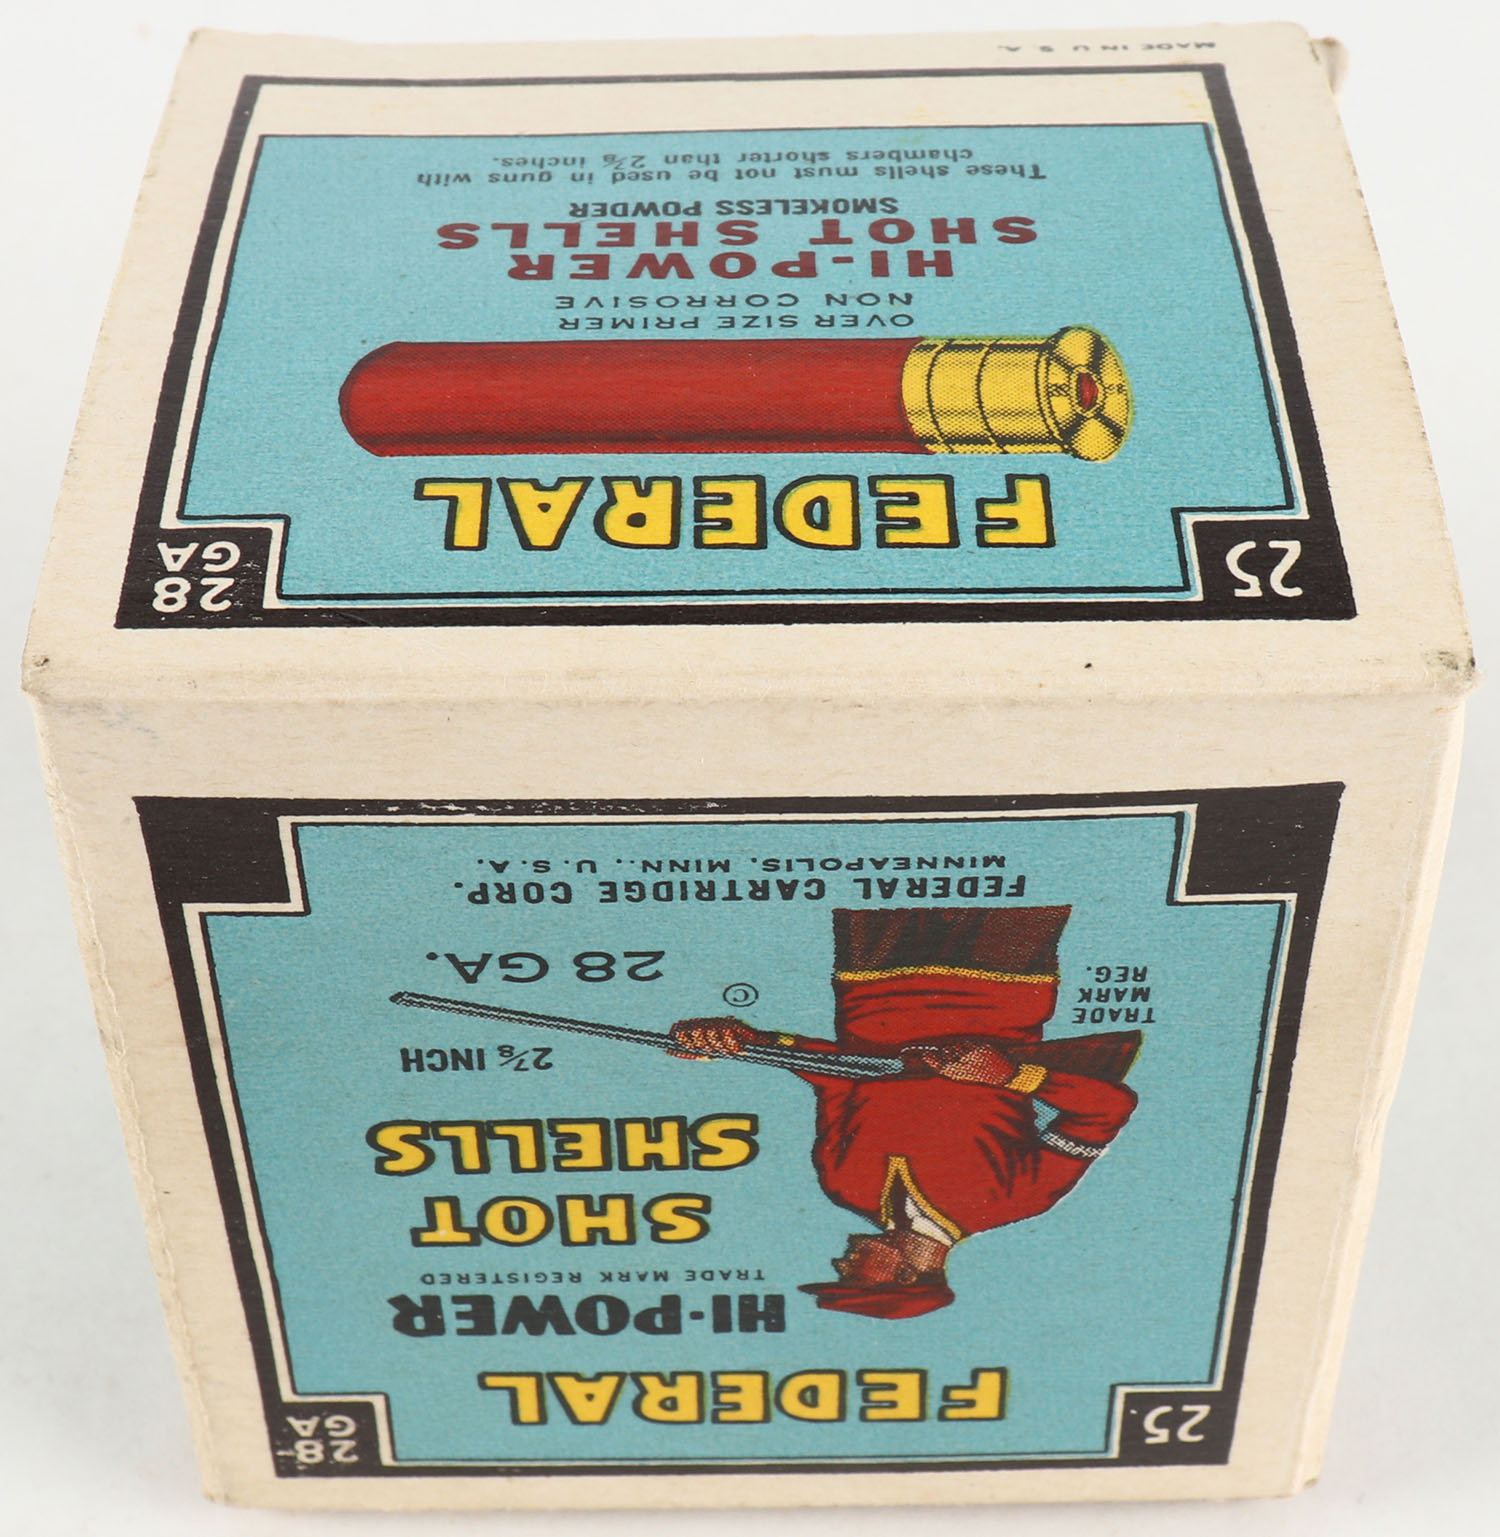 25
28
GA
FEDERAL
HI-POWER
TRADE MARK REGISTERED
SHOT
SHELLS
2⅞ INCH
28 GA.
©
TRADE
MARK
REG.
FEDERAL CARTRIDGE CORP.
MINNEAPOLIS, MINN., U.S.A.
25
28
GA
FEDERAL
OVER SIZE PRIMER
NON CORROSIVE
HI-POWER
SHOT SHELLS
SMOKELESS POWDER
These shells must not be used in guns with
chambers shorter than 2⅞ inches.
MADE IN U. S. A.